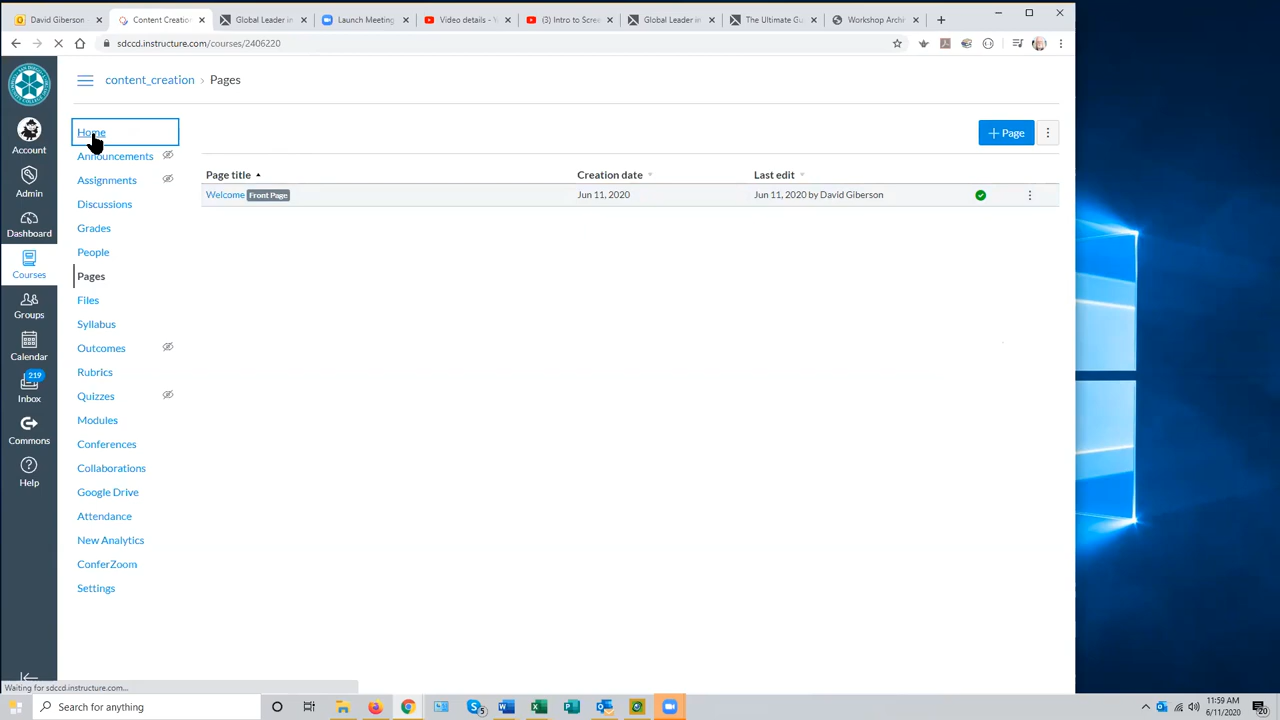 David Giberson
Content Creatio
Global Leader in
Launch Meeting
Video details - Y
(3) Intro to Scree
Global Leader in
The Ultimate Gu
Workshop Archi
sdccd.instructure.com/courses/2406220
content_creation › Pages
Account
Admin
Dashboard
Courses
Groups
Calendar
219
Inbox
Commons
Help
Home
Announcements
Assignments
Discussions
Grades
People
Pages
Files
Syllabus
Outcomes
Rubrics
Quizzes
Modules
Conferences
Collaborations
Google Drive
Attendance
New Analytics
ConferZoom
Settings
+ Page
Page title Creation date Last edit
Welcome Front Page Jun 11, 2020 Jun 11, 2020 by David Giberson
Waiting for sdccd.instructure.com...
Search for anything
5
11:59 AM
6/11/2020
20